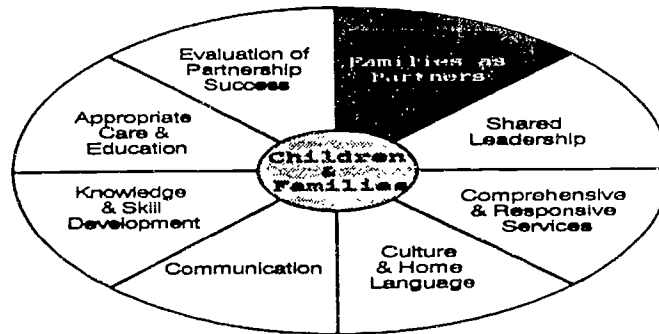 Families as
Partners
Shared
Leadership
Comprehensive
& Responsive
Services
Culture
& Home
Language
Communication
Knowledge
& Skill
Development
Appropriate
Care &
Education
Evaluation of
Partnership
Success
Children
&
Families